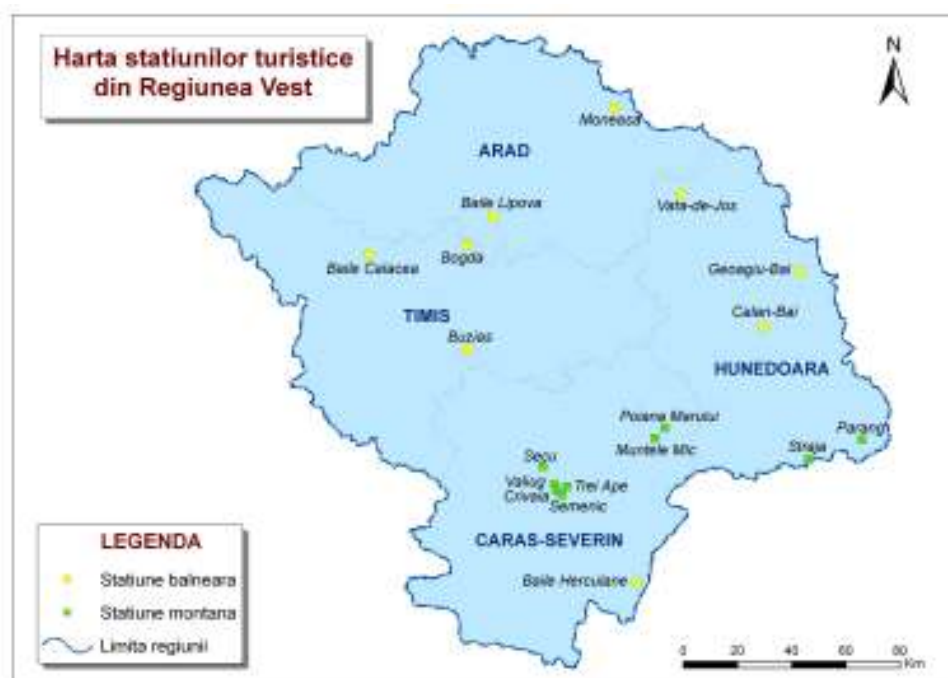 Harta statiunilor turistice
din Regiunea Vest
N
Moneasa
ARAD
Vata-de-Joz
Baile Lipova
Bogda
Baile Calacea
Geoagiu-Bai
Calan-Bai
TIMIS
Buzias
HUNEDOARA
Poiana Marului
Muntele Mic
Parang
Straja
Secu
Valiug
Trei Ape
Crivaia
Semenic
CARAS-SEVERIN
Baile Herculane
LEGENDA
Statiune balneara
Statiune montana
Limita regiunii
0 20 40 60 80
Km